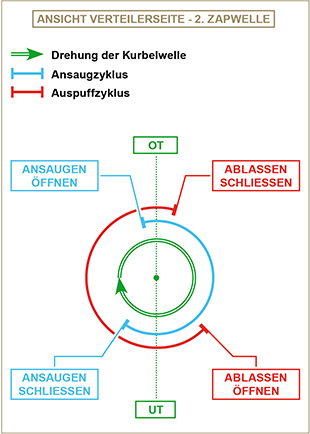 ANSICHT VERTEILERSEITE - 2. ZAPWELLE
Drehung der Kurbelwelle
Ansaugzyklus
Auspuffzyklus
OT
ANSAUGEN
ÖFFNEN
ABLASSEN
SCHLIESSEN
ANSAUGEN
SCHLIESSEN
ABLASSEN
ÖFFNEN
UT